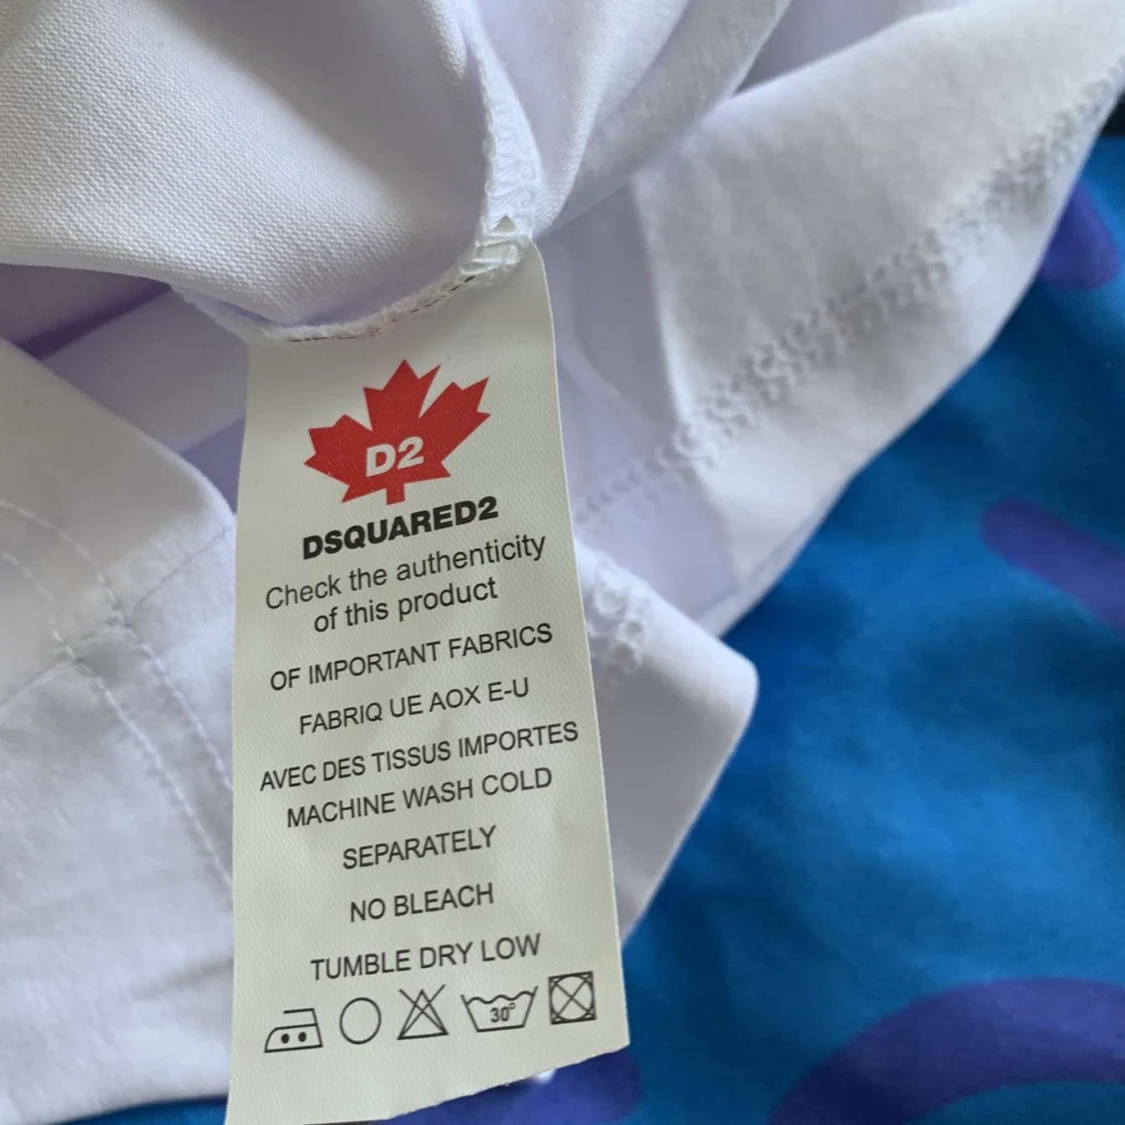 D2
DSQUARED2
Check the authenticity
of this product
OF IMPORTANT FABRICS
FABRIQ UE AOX E-U
AVEC DES TISSUS IMPORTES
MACHINE WASH COLD
SEPARATELY
NO BLEACH
TUMBLE DRY LOW
30°